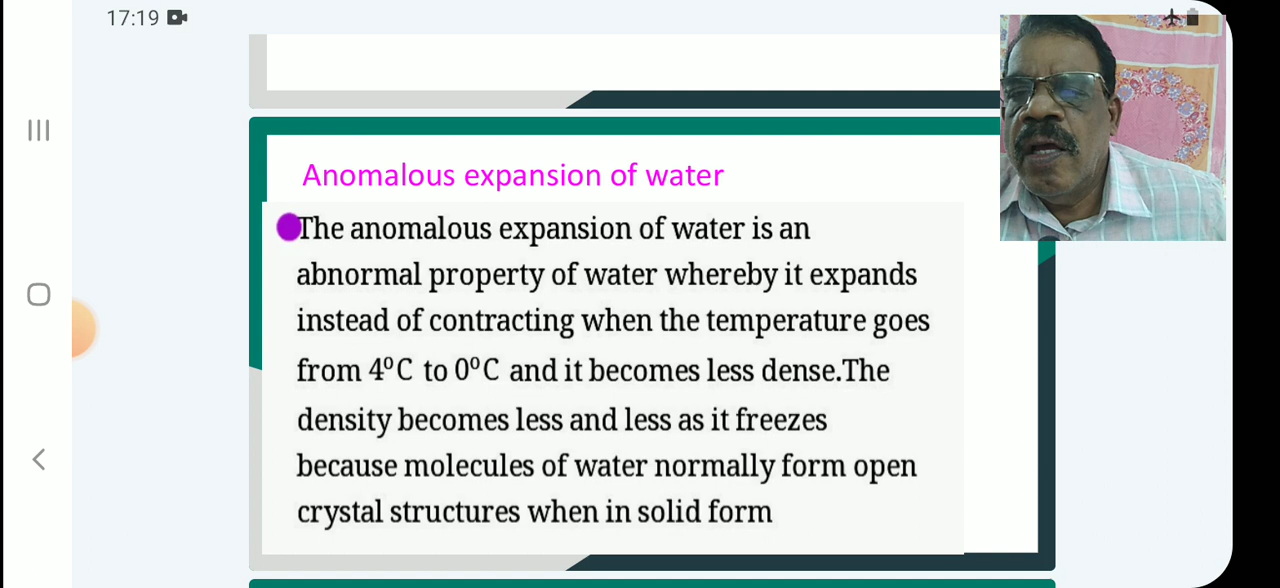 17:19
Anomalous expansion of water
The anomalous expansion of water is an
abnormal property of water whereby it expands
instead of contracting when the temperature goes
from 4⁰C to 0⁰C and it becomes less dense.The
density becomes less and less as it freezes
because molecules of water normally form open
crystal structures when in solid form